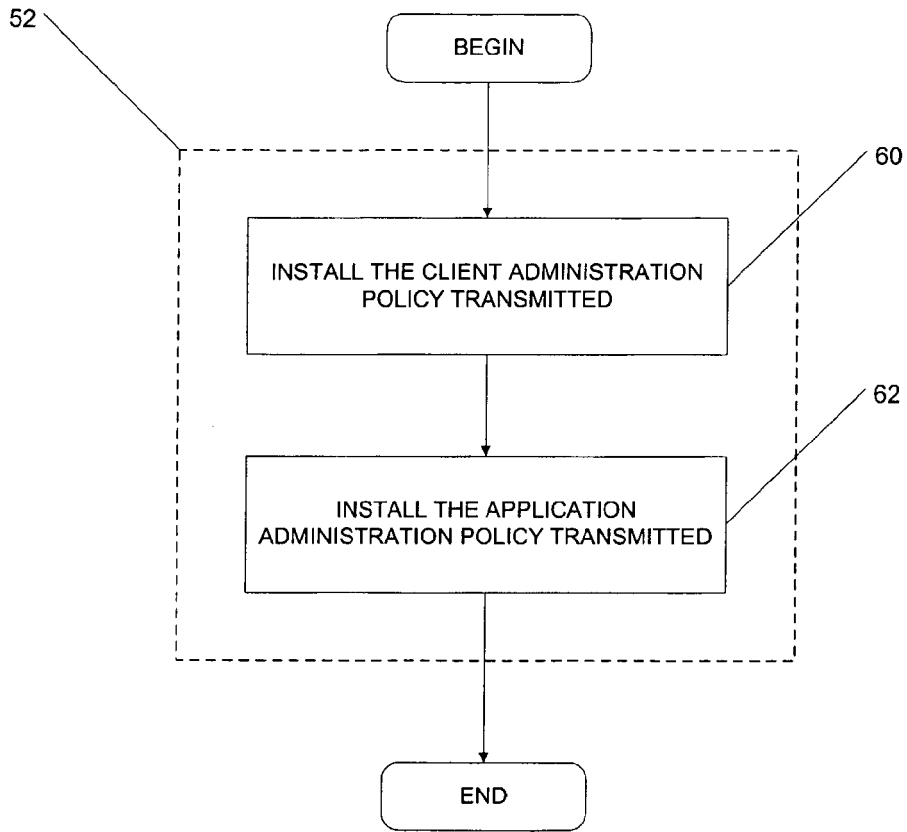 52
BEGIN
60
INSTALL THE CLIENT ADMINISTRATION
POLICY TRANSMITTED
62
INSTALL THE APPLICATION
ADMINISTRATION POLICY TRANSMITTED
END